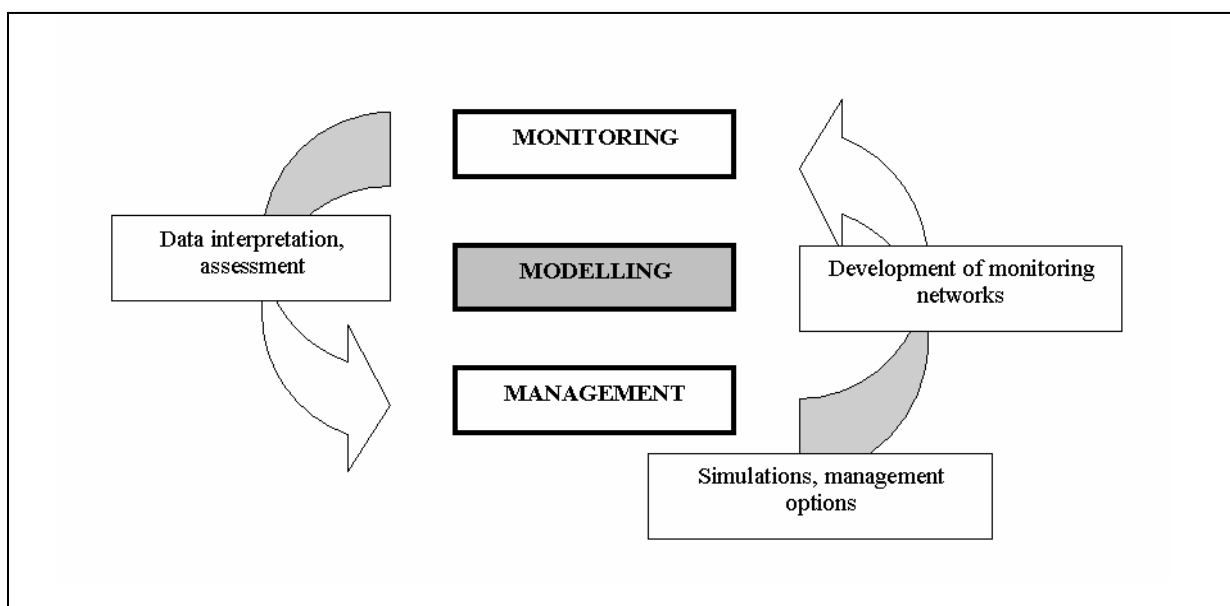 MONITORING
Data interpretation,
assessment
MODELLING
Development of monitoring
networks
MANAGEMENT
Simulations, management
options